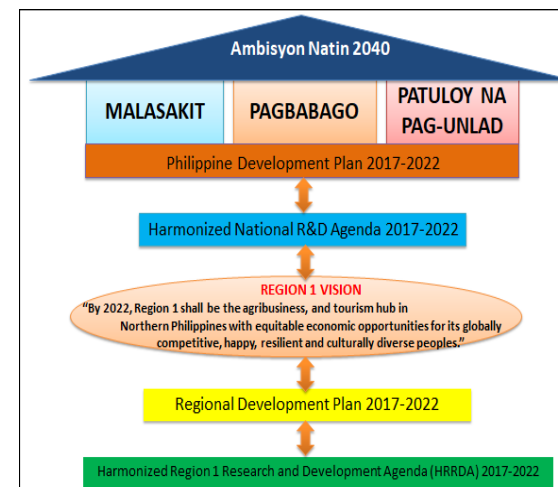 Ambisyon Natin 2040
MALASAKIT
PAGBABAGO
PATULOY NA
PAG-UNLAD
Philippine Development Plan 2017-2022
Harmonized National R&D Agenda 2017-2022
REGION 1 VISION
“By 2022, Region 1 shall be the agribusiness, and tourism hub in
Northern Philippines with equitable economic opportunities for its globally
competitive, happy, resilient and culturally diverse peoples.”
Regional Development Plan 2017-2022
Harmonized Region 1 Research and Development Agenda (HRRDA) 2017-2022